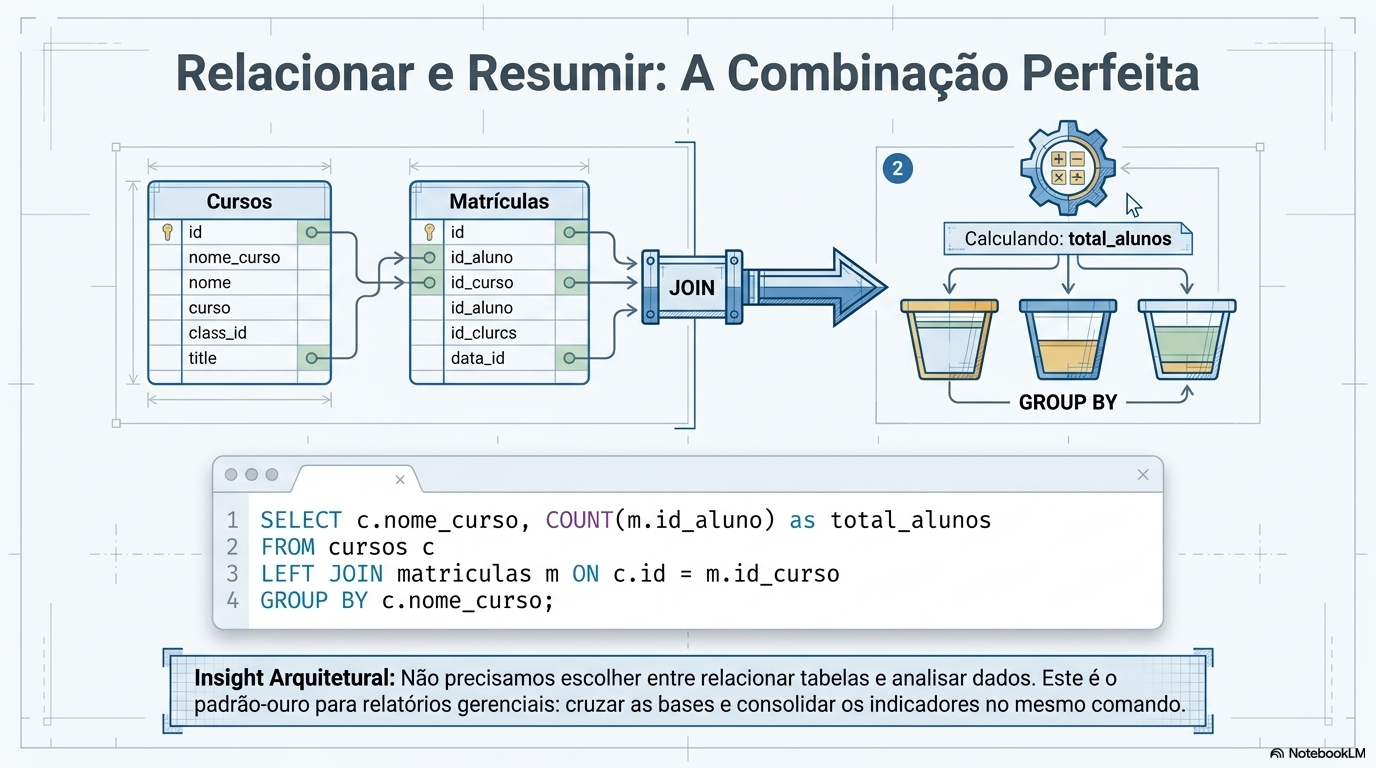 Relacionar e Resumir: A Combinação Perfeita
Cursos
id
nome_curso
nome
curso
class_id
title
Matrículas
id
id_aluno
id_curso
id_aluno
id_clurcs
data_id
JOIN
2
Calculando: total_alunos
GROUP BY
1 SELECT c.nome_curso, COUNT(m.id_aluno) as total_alunos
2 FROM cursos c
3 LEFT JOIN matriculas m ON c.id = m.id_curso
4 GROUP BY c.nome_curso;
Insight Arquitetural: Não precisamos escolher entre relacionar tabelas e analisar dados. Este é o
padrão-ouro para relatórios gerenciais: cruzar as bases e consolidar os indicadores no mesmo comando.
NotebookLM